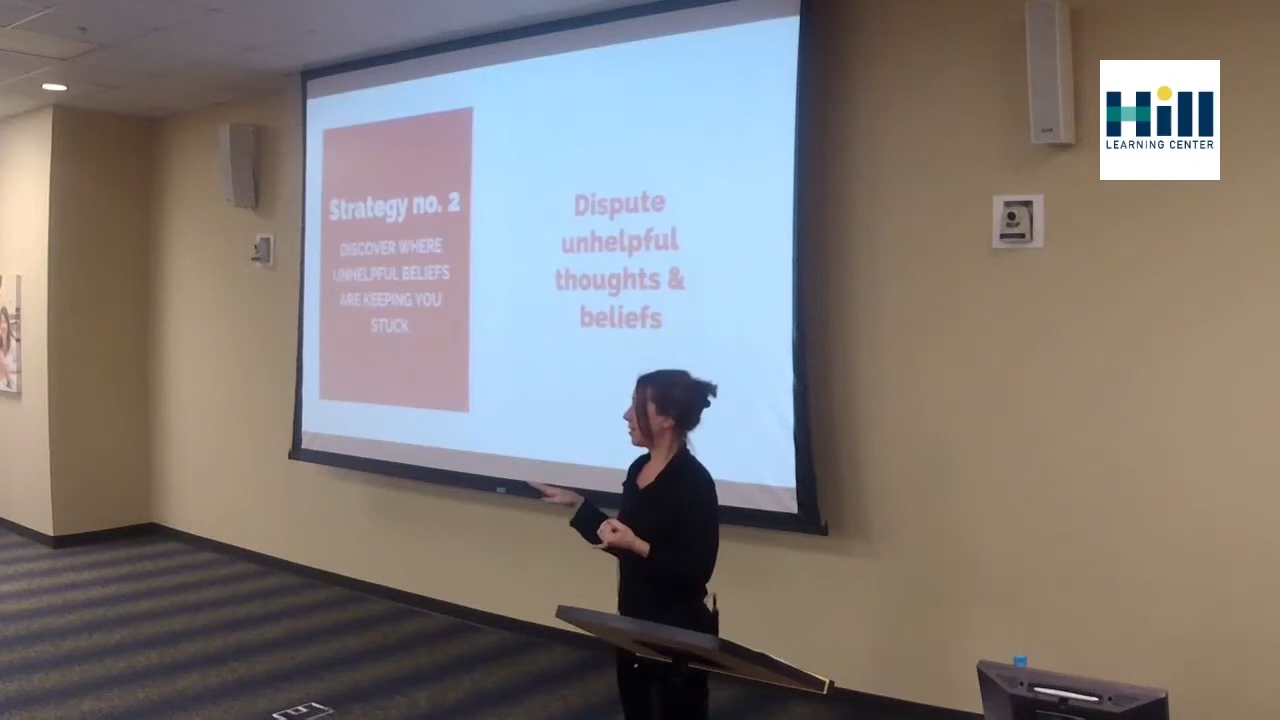 Strategy no. 2
DISCOVER WHERE
UNHELPFUL BELIEFS
ARE KEEPING YOU
STUCK
Dispute
unhelpful
thoughts &
beliefs
Hill
LEARNING CENTER